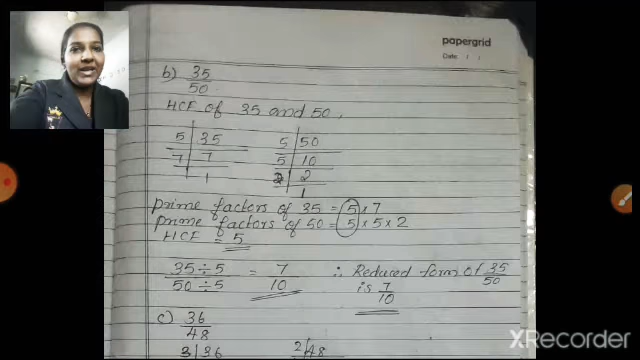 papergrid
Date: / /
b) 35/50
HCF of 35 and 50.
5 | 35
7 | 7
1
5 | 50
5 | 10
2 | 2
1
prime factors of 35 = 5 × 7
prime factors of 50 = 5 × 5 × 2
HCF = 5
35 ÷ 5 / 50 ÷ 5 = 7/10
∴ Reduced form of 35/50
is 7/10
c) 36/48
3 | 36
2 | 48
XRECORDER